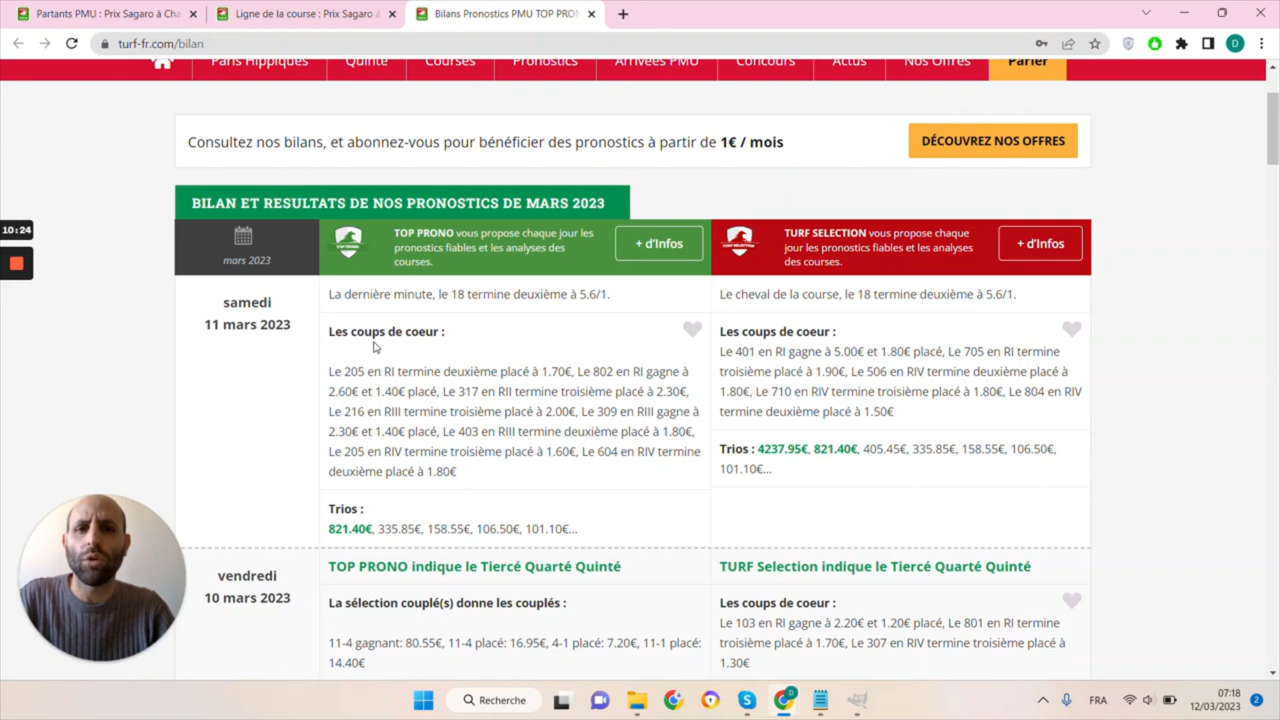 Partants PMU : Prix Sagaro à Cha
Ligne de la course : Prix Sagaro à
Bilans Pronostics PMU TOP PRON
turf-fr.com/bilan
D
Paris Hippiques
Quinté
Courses
Pronostics
Arrivées PMU
Concours
Actus
Nos Offres
Parier
Consultez nos bilans, et abonnez-vous pour bénéficier des pronostics à partir de 1€ / mois
DÉCOUVREZ NOS OFFRES
BILAN ET RESULTATS DE NOS PRONOSTICS DE MARS 2023
10:24
mars 2023
TOP PRONO
TOP PRONO vous propose chaque jour les
pronostics fiables et les analyses des
courses.
+ d'Infos
TURF SELECTION
TURF SELECTION vous propose chaque
jour les pronostics fiables et les analyses
des courses.
+ d'Infos
samedi
11 mars 2023
La dernière minute, le 18 termine deuxième à 5.6/1.
Les coups de coeur :
Le 205 en RI termine deuxième placé à 1.70€, Le 802 en RI gagne à
2.60€ et 1.40€ placé, Le 317 en RII termine troisième placé à 2.30€,
Le 216 en RIII termine troisième placé à 2.00€, Le 309 en RIII gagne à
2.30€ et 1.40€ placé, Le 403 en RIII termine deuxième placé à 1.80€,
Le 205 en RIV termine troisième placé à 1.60€, Le 604 en RIV termine
deuxième placé à 1.80€
Trios :
821.40€, 335.85€, 158.55€, 106.50€, 101.10€...
Le cheval de la course, le 18 termine deuxième à 5.6/1.
Les coups de coeur :
Le 401 en RI gagne à 5.00€ et 1.80€ placé, Le 705 en RI termine
troisième placé à 1.90€, Le 506 en RIV termine deuxième placé à
1.80€, Le 710 en RIV termine troisième placé à 1.80€, Le 804 en RIV
termine deuxième placé à 1.50€
Trios : 4237.95€, 821.40€, 405.45€, 335.85€, 158.55€, 106.50€,
101.10€...
vendredi
10 mars 2023
TOP PRONO indique le Tiercé Quarté Quinté
La sélection couplé(s) donne les couplés :
11-4 gagnant: 80.55€, 11-4 placé: 16.95€, 4-1 placé: 7.20€, 11-1 placé:
14.40€
TURF Selection indique le Tiercé Quarté Quinté
Les coups de coeur :
Le 103 en RI gagne à 2.20€ et 1.20€ placé, Le 801 en RI termine
troisième placé à 1.70€, Le 307 en RIV termine troisième placé à
1.30€
Recherche
D
FRA
07:18
12/03/2023
2